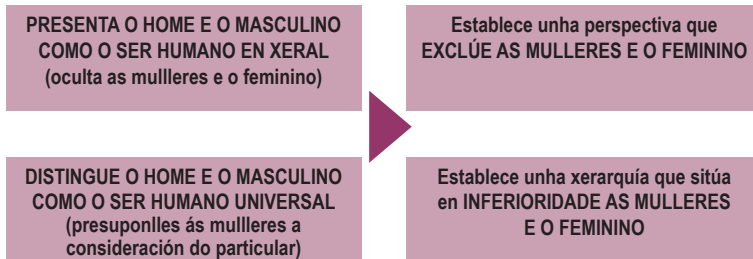 PRESENTA O HOME E O MASCULINO
COMO O SER HUMANO EN XERAL
(oculta as mullleres e o feminino)
Establece unha perspectiva que
EXCLÚE AS MULLERES E O FEMININO
DISTINGUE O HOME E O MASCULINO
COMO O SER HUMANO UNIVERSAL
(presuponlles ás mullleres a
consideración do particular)
Establece unha xerarquía que sitúa
en INFERIORIDADE AS MULLERES
E O FEMININO